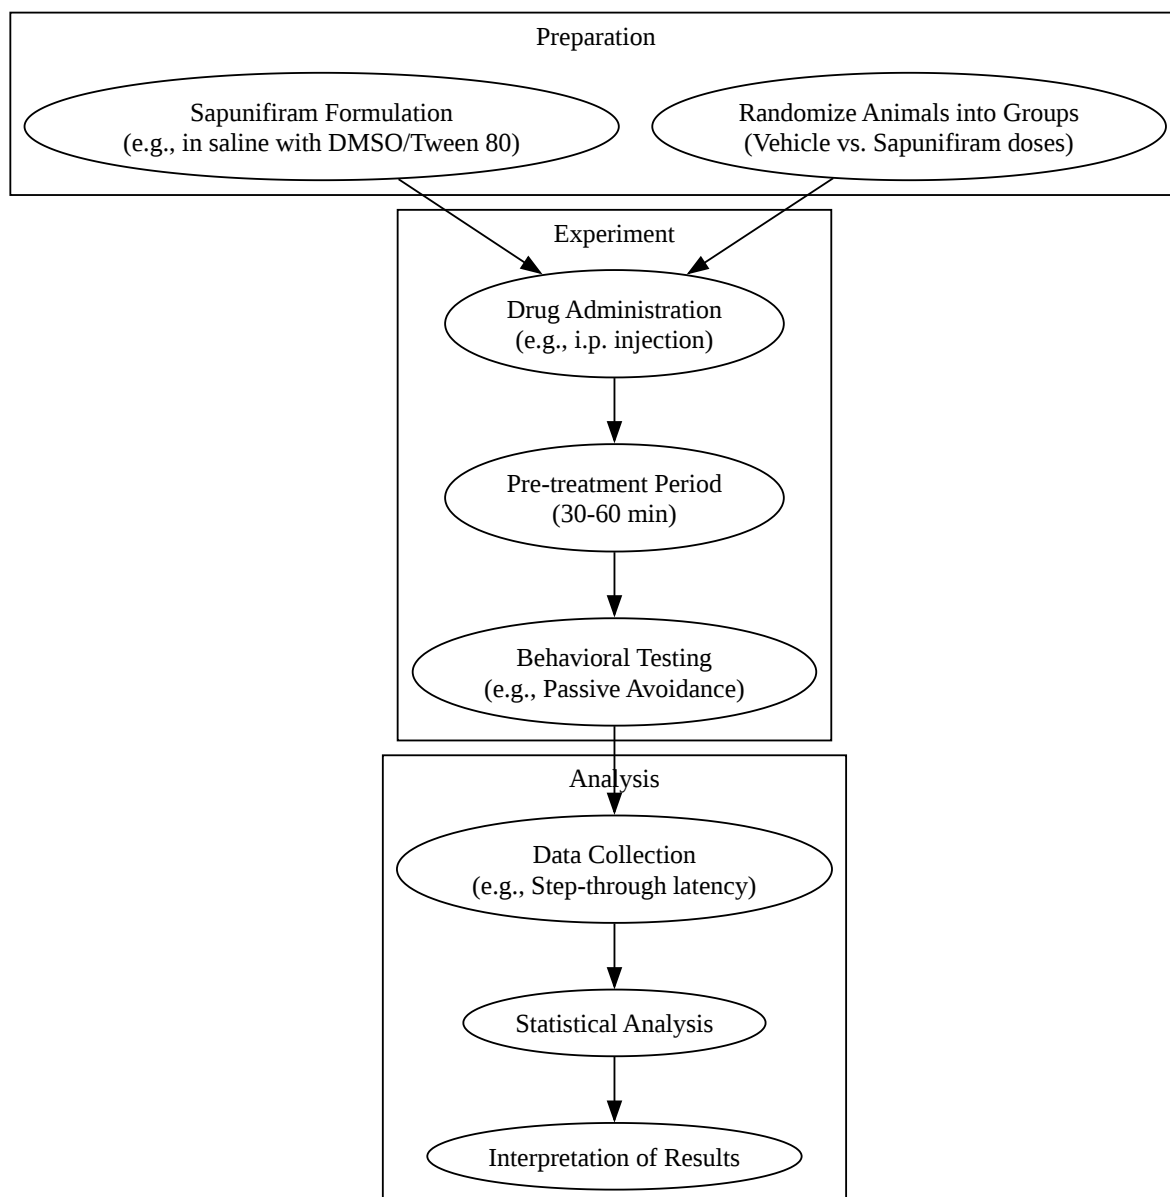 Preparation
Sapunifiram Formulation
(e.g., in saline with DMSO/Tween 80)
Randomize Animals into Groups
(Vehicle vs. Sapunifiram doses)
Experiment
Drug Administration
(e.g., i.p. injection)
Pre-treatment Period
(30-60 min)
Behavioral Testing
(e.g., Passive Avoidance)
Analysis
Data Collection
(e.g., Step-through latency)
Statistical Analysis
Interpretation of Results